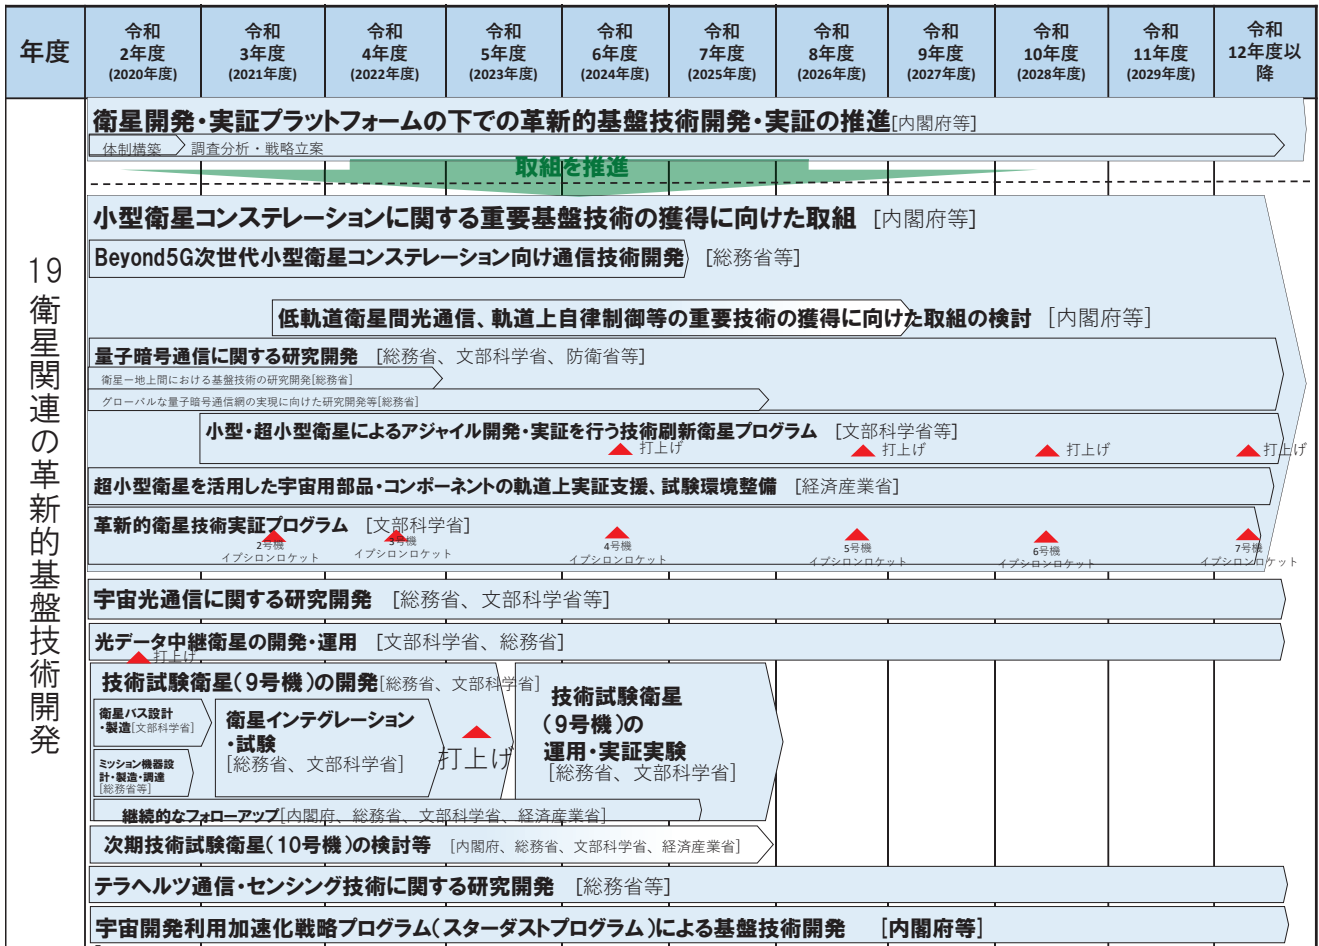 年度
令和
2年度
(2020年度)
令和
3年度
(2021年度)
令和
4年度
(2022年度)
令和
5年度
(2023年度)
令和
6年度
(2024年度)
令和
7年度
(2025年度)
令和
8年度
(2026年度)
令和
9年度
(2027年度)
令和
10年度
(2028年度)
令和
11年度
(2029年度)
令和
12年度以
降
19
衛星関連の革新的基盤技術開発
衛星開発・実証プラットフォームの下での革新的基盤技術開発・実証の推進[内閣府等]
体制構築
調査分析・戦略立案
取組を推進
小型衛星コンステレーションに関する重要基盤技術の獲得に向けた取組 [内閣府等]
Beyond5G次世代小型衛星コンステレーション向け通信技術開発 [総務省等]
低軌道衛星間光通信、軌道上自律制御等の重要技術の獲得に向けた取組の検討 [内閣府等]
量子暗号通信に関する研究開発 [総務省、文部科学省、防衛省等]
衛星ー地上間における基盤技術の研究開発[総務省]
グローバルな量子暗号通信網の実現に向けた研究開発等[総務省]
小型・超小型衛星によるアジャイル開発・実証を行う技術刷新衛星プログラム [文部科学省等]
打上げ
打上げ
打上げ
打上げ
超小型衛星を活用した宇宙用部品・コンポーネントの軌道上実証支援、試験環境整備 [経済産業省]
革新的衛星技術実証プログラム [文部科学省]
2号機
イプシロンロケット
3号機
イプシロンロケット
4号機
イプシロンロケット
5号機
イプシロンロケット
6号機
イプシロンロケット
7号機
イプシロンロケット
宇宙光通信に関する研究開発 [総務省、文部科学省等]
光データ中継衛星の開発・運用 [文部科学省、総務省]
打上げ
技術試験衛星(9号機)の開発[総務省、文部科学省]
衛星バス設計
・製造[文部科学省]
ミッション機器設
計・製造・調達
[総務省等]
衛星インテグレーション
・試験
[総務省、文部科学省]
打上げ
技術試験衛星
(9号機)の
運用・実証実験
[総務省、文部科学省]
継続的なフォローアップ[内閣府、総務省、文部科学省、経済産業省]
次期技術試験衛星(10号機)の検討等 [内閣府、総務省、文部科学省、経済産業省]
テラヘルツ通信・センシング技術に関する研究開発 [総務省等]
宇宙開発利用加速化戦略プログラム(スターダストプログラム)による基盤技術開発 [内閣府等]